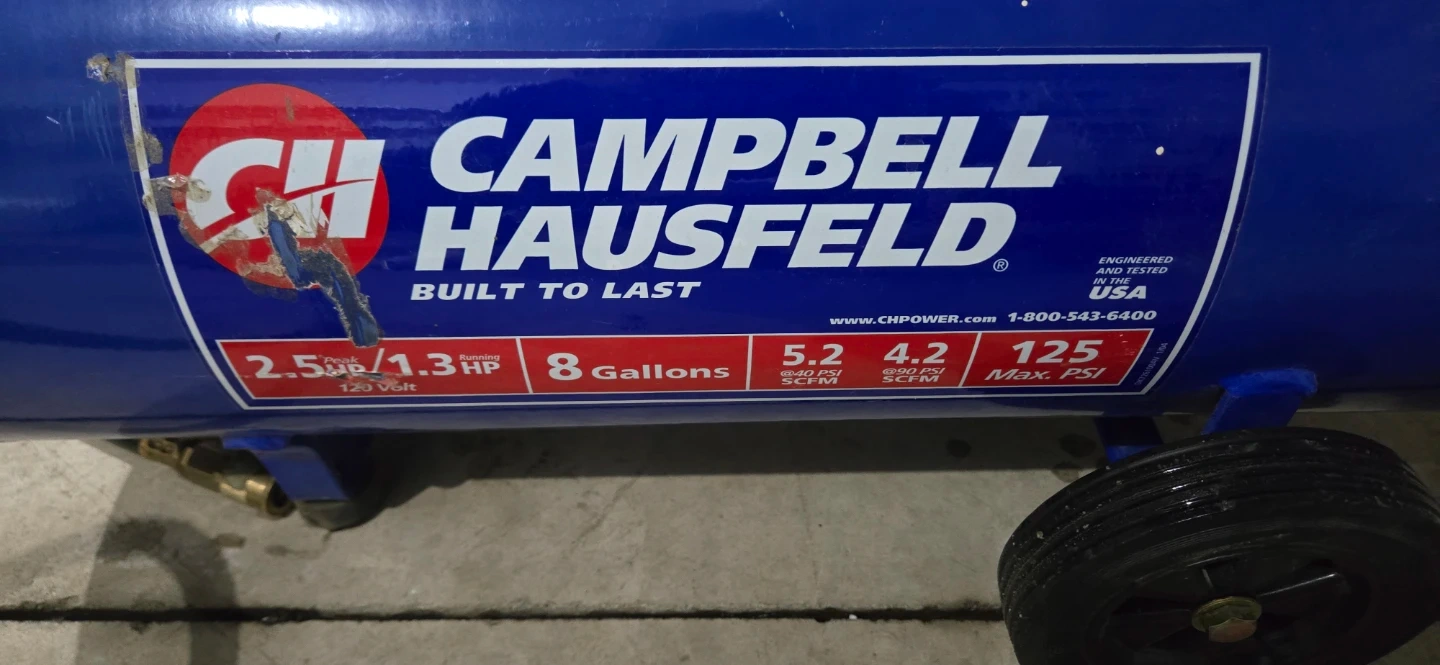 CH
CAMPBELL
HAUSFELD®
BUILT TO LAST
ENGINEERED
AND TESTED
IN THE
USA
www.CHPOWER.com 1-800-543-6400
2.5 Peak HP/1.3 Running HP
120 Volt
8 Gallons
5.2
@40 PSI
SCFM
4.2
@90 PSI
SCFM
125
Max. PSI